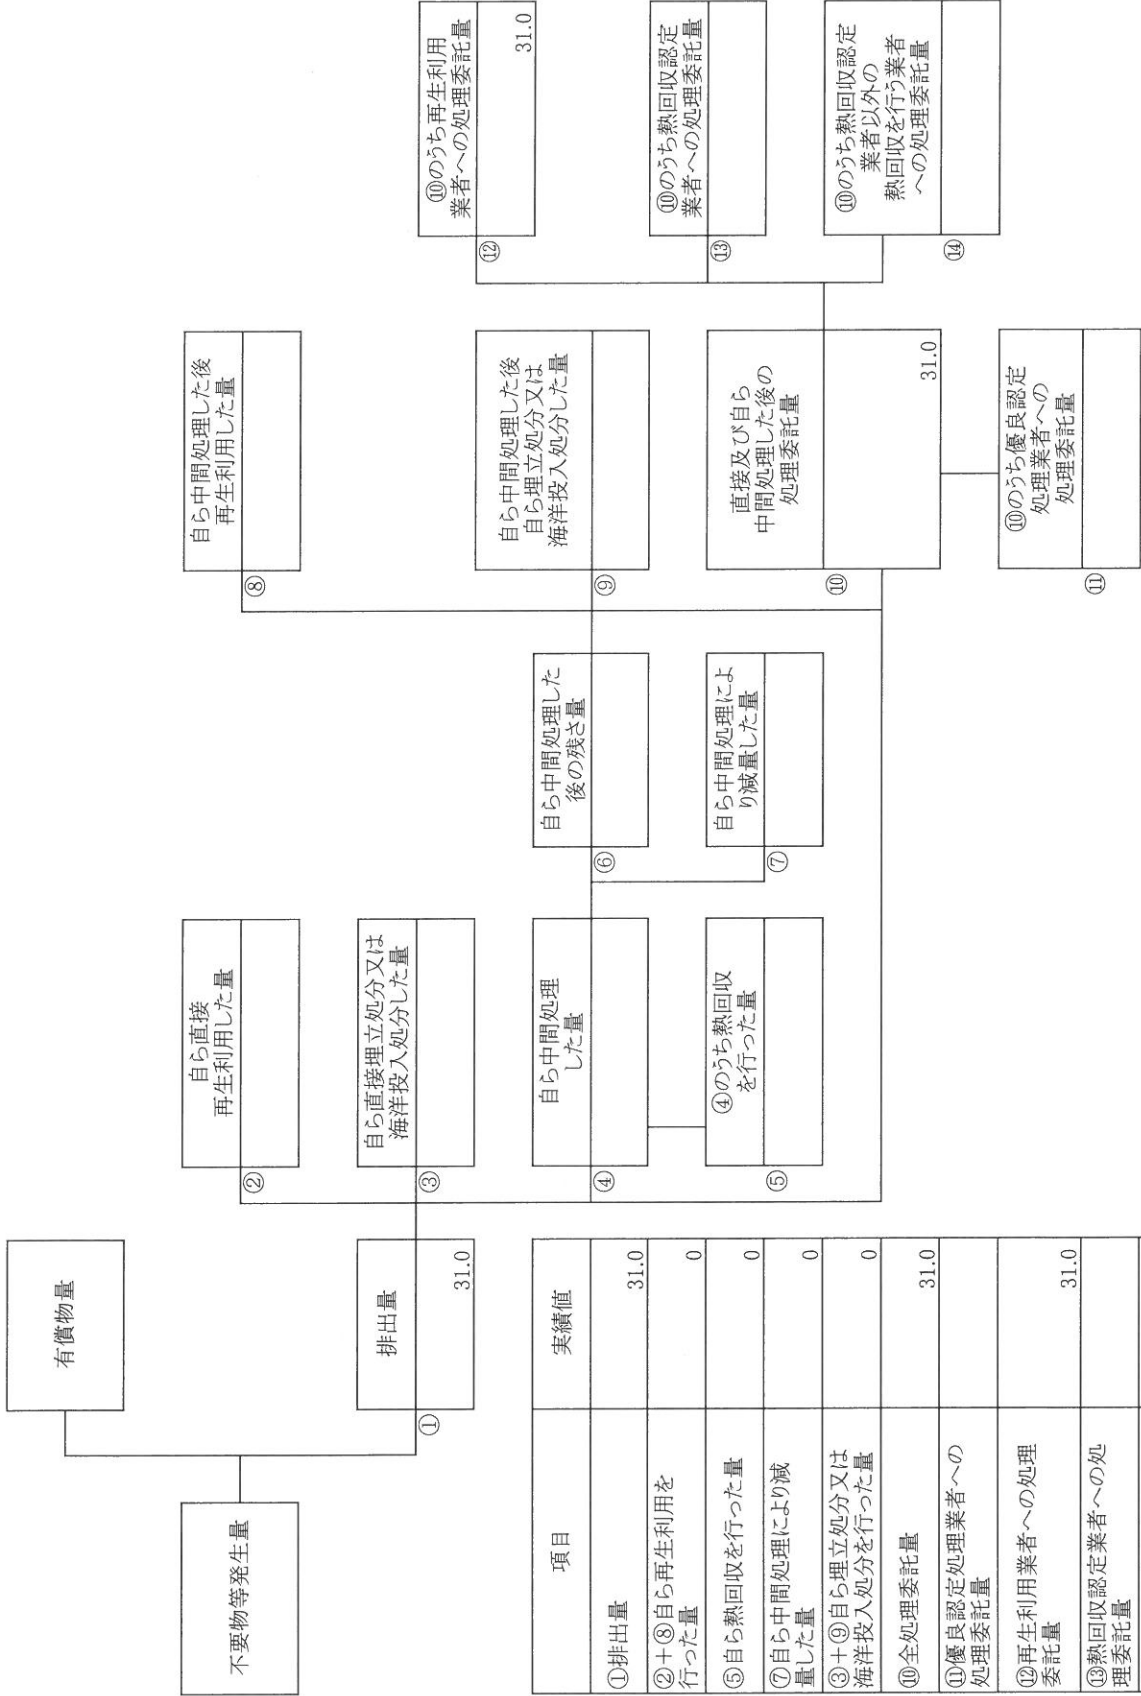 不要物等発生量
有償物量
①
排出量
31.0
②
自ら直接
再生利用した量
③
自ら直接埋立処分又は
海洋投入処分した量
④
自ら中間処理
した量
⑤
④のうち熱回収
を行った量
⑥
自ら中間処理した
後の残さ量
⑦
自ら中間処理によ
り減量した量
⑧
自ら中間処理した後
再生利用した量
⑨
自ら中間処理した後
自ら埋立処分又は
海洋投入処分した量
⑩
直接及び自ら
中間処理した後の
処理委託量
31.0
⑪
⑩のうち優良認定
処理業者への
処理委託量
⑫
⑩のうち再生利用
業者への処理委託量
31.0
⑬
⑩のうち熱回収認定
業者への処理委託量
⑭
⑩のうち熱回収認定
業者以外の
熱回収を行う業者
への処理委託量
項目 実績値
①排出量 31.0
②+⑧自ら再生利用を
行った量 0
⑤自ら熱回収を行った量 0
⑦自ら中間処理により減
量した量 0
③+⑨自ら埋立処分又は
海洋投入処分を行った量 0
⑩全処理委託量 31.0
⑪優良認定処理業者への
処理委託量
⑫再生利用業者への処理
委託量 31.0
⑬熱回収認定業者への処
理委託量